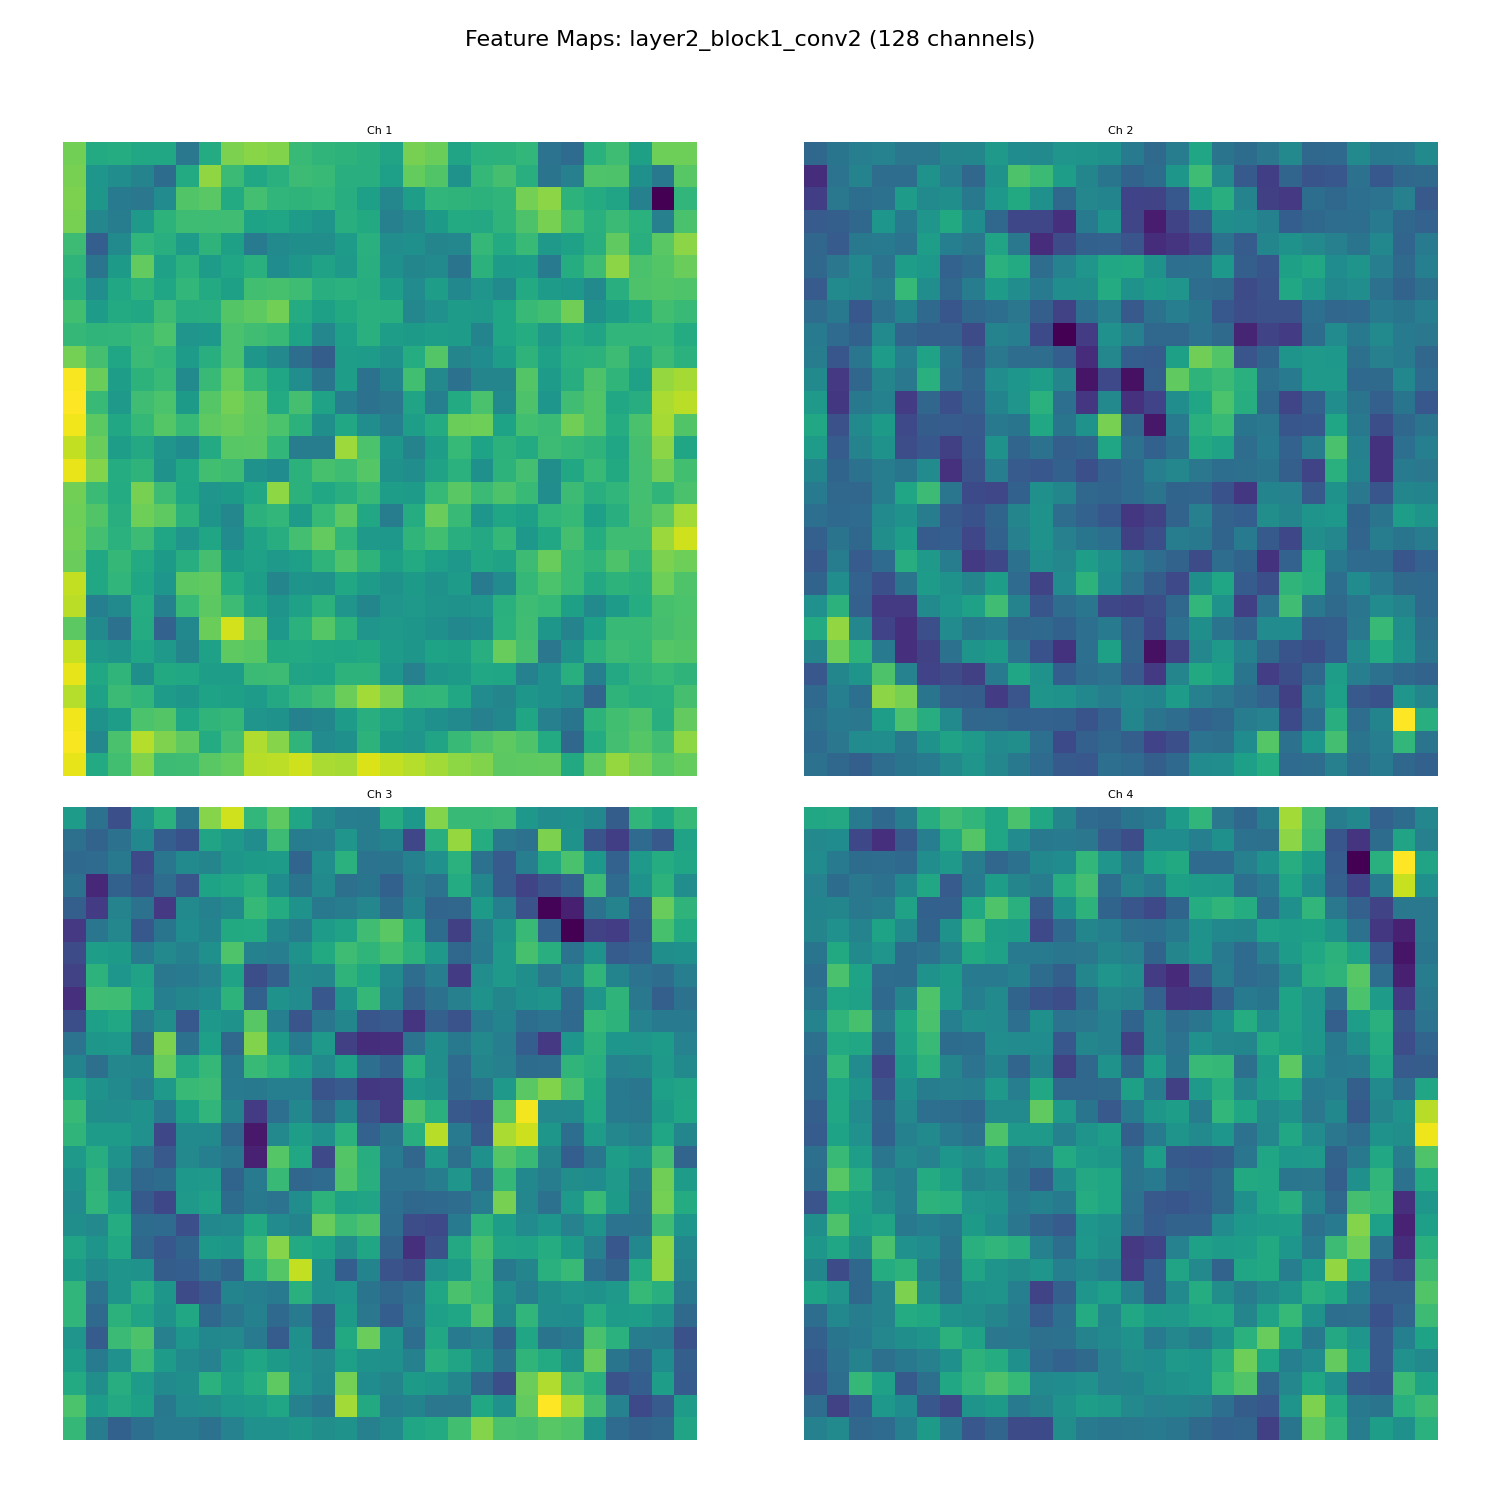 Feature Maps: layer2_block1_conv2 (128 channels)
Ch 1
Ch 2
Ch 3
Ch 4